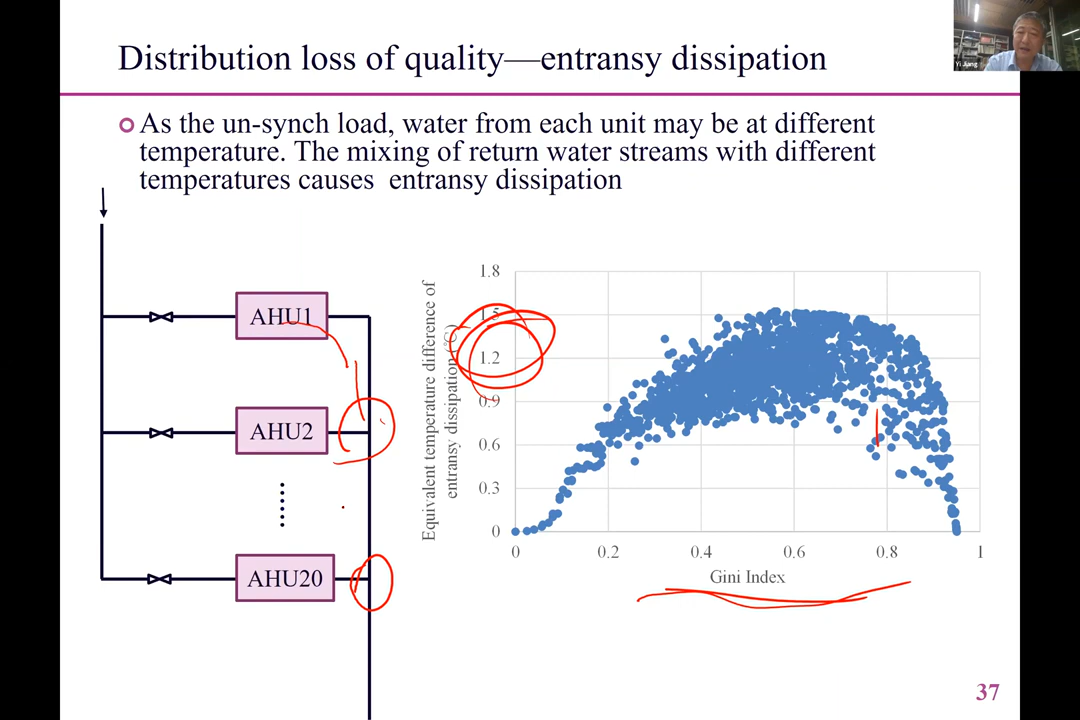 Distribution loss of quality—entransy dissipation
Yi Jiang
As the un-synch load, water from each unit may be at different
temperature. The mixing of return water streams with different
temperatures causes entransy dissipation
AHU1
AHU2
AHU20
Equivalent temperature difference of
entransy dissipation (℃)
1.8
1.5
1.2
0.9
0.6
0.3
0
0
0.2
0.4
0.6
0.8
1
Gini Index
37